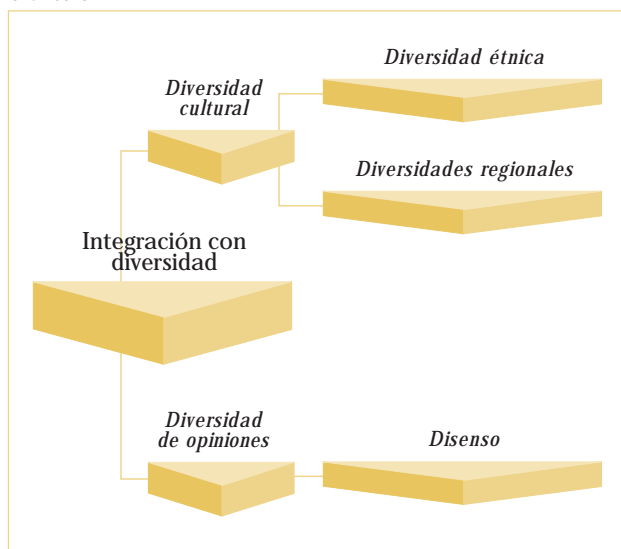 Diversidad étnica
Diversidad
cultural
Diversidades regionales
Integración con
diversidad
Diversidad
de opiniones
Disenso